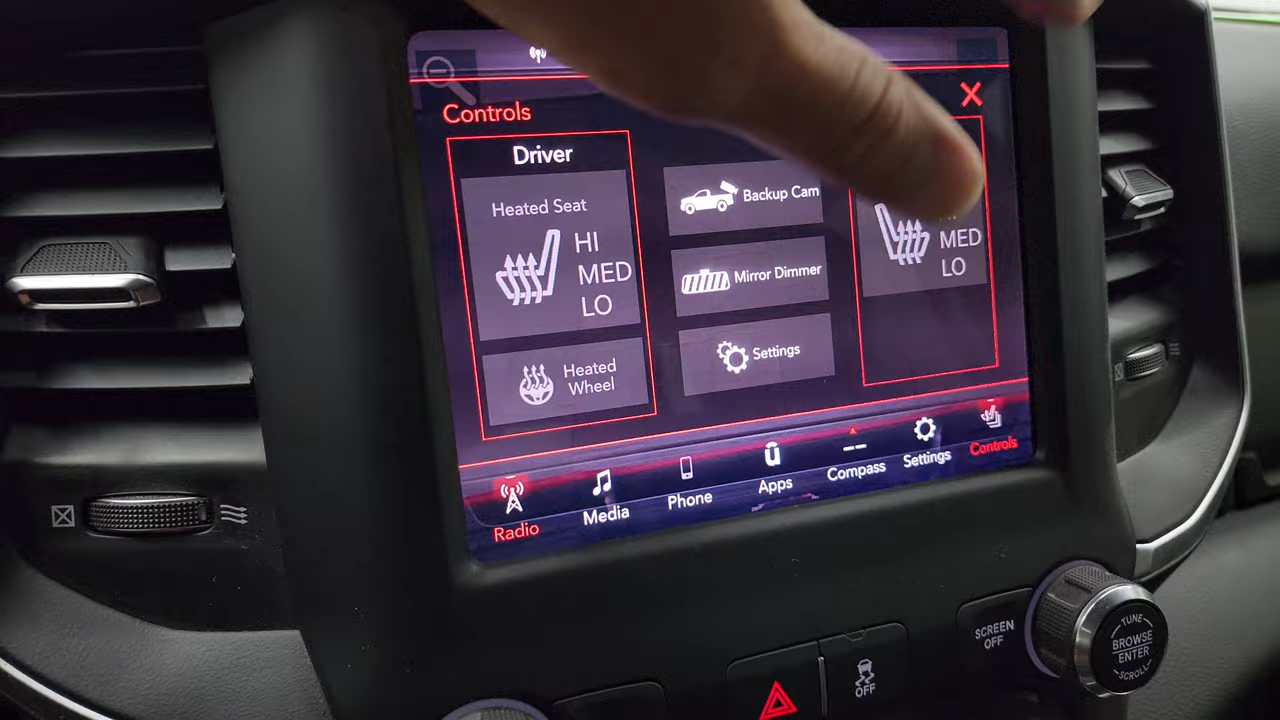 Controls
Driver
Heated Seat
HI
MED
LO
Heated
Wheel
Backup Cam
Mirror Dimmer
Settings
MED
LO
Radio
Media
Phone
Apps
Compass
Settings
Controls
SCREEN
OFF
TUNE
BROWSE
ENTER
SCROLL
OFF